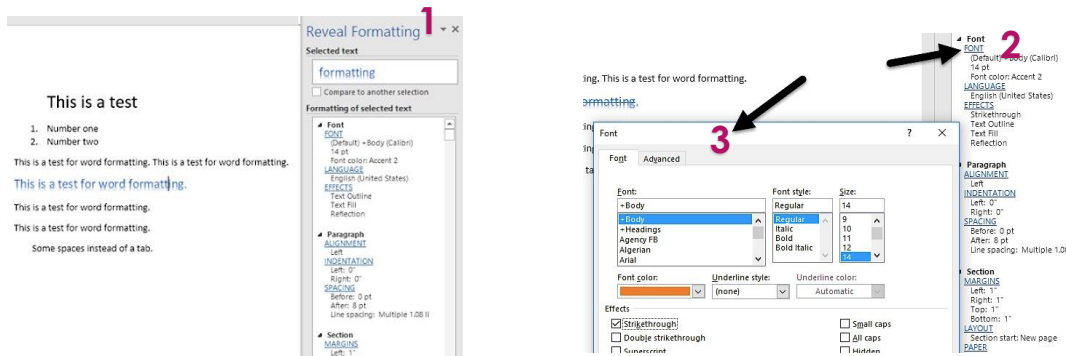 1
Reveal Formatting
Selected text
formatting
Compare to another selection
Formatting of selected text
Font
FONT
(Default) +Body (Calibri)
14 pt
Font color: Accent 2
LANGUAGE
English (United States)
EFFECTS
Text Outline
Text Fill
Reflection
Paragraph
ALIGNMENT
Left
INDENTATION
Left: 0"
Right: 0"
SPACING
Before: 0 pt
After: 8 pt
Line spacing: Multiple 1.08 li
Section
MARGINS
Left: 1"
This is a test
1. Number one
2. Number two
This is a test for word formatting. This is a test for word formatting.
This is a test for word formatting.
This is a test for word formatting.
This is a test for word formatting.
Some spaces instead of a tab.
2
Font
FONT
(Default) +Body (Calibri)
14 pt
Font color: Accent 2
LANGUAGE
English (United States)
EFFECTS
Strikethrough
Text Outline
Text Fill
Reflection
Paragraph
ALIGNMENT
Left
INDENTATION
Left: 0"
Right: 0"
SPACING
Before: 0 pt
After: 8 pt
Line spacing: Multiple 1.08
Section
MARGINS
Left: 1"
Right: 1"
Top: 1"
Bottom: 1"
LAYOUT
Section start: New page
PAPER
ing. This is a test for word formatting.
ormatting.
3
Font ? ×
Font Advanced
Font: Font style: Size:
+Body Regular 14
+Body Regular 9
+Headings Italic 10
Agency FB Bold 11
Algerian Bold Italic 12
Arial 14
Font color: Underline style: Underline color:
(none) Automatic
Effects
Strikethrough Small caps
Double strikethrough All caps
Superscript Hidden